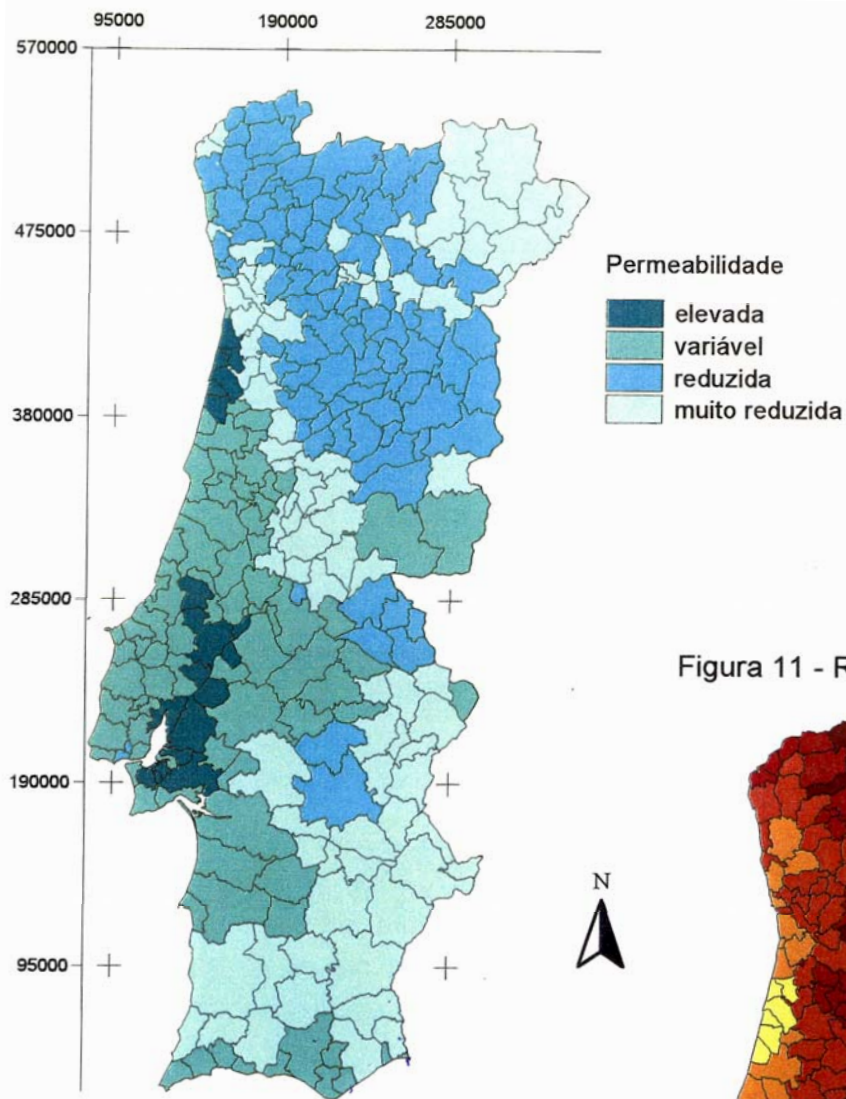 95000 190000 285000
570000
475000
380000
285000
190000
95000
Permeabilidade
elevada
variável
reduzida
muito reduzida
N
Figura 11 - R